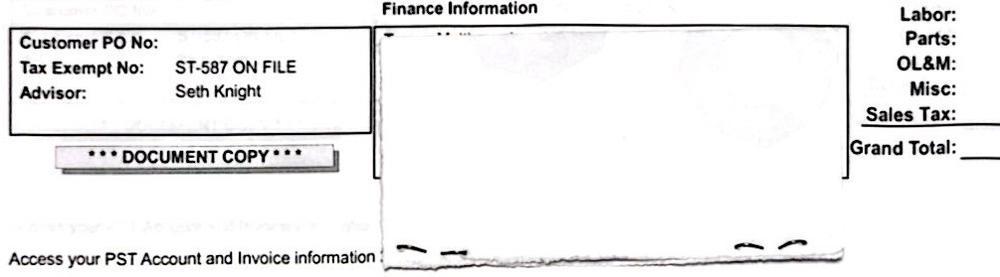 Finance Information
Customer PO No:
Tax Exempt No: ST-587 ON FILE
Advisor: Seth Knight
*** DOCUMENT COPY ***
Labor:
Parts:
OL&M:
Misc:
Sales Tax:
Grand Total:
Access your PST Account and Invoice information